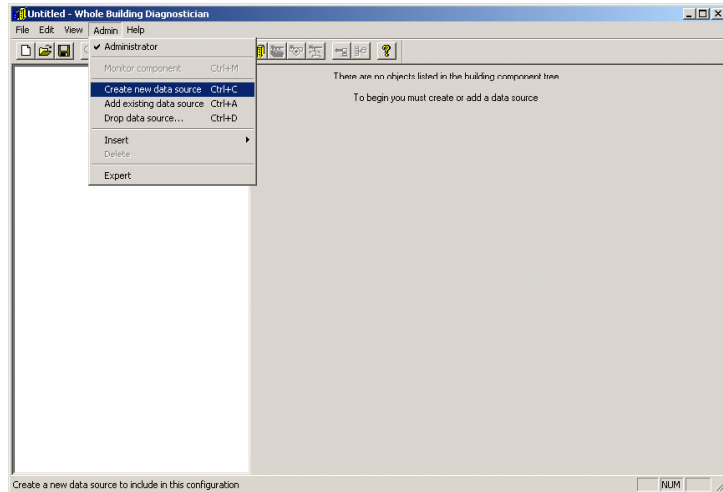 Untitled - Whole Building Diagnostician
File Edit View Admin Help
Administrator
Monitor component Ctrl+M
Create new data source Ctrl+C
Add existing data source Ctrl+A
Drop data source... Ctrl+D
Insert
Delete
Expert
There are no objects listed in the building component tree
To begin you must create or add a data source
Create a new data source to include in this configuration
NUM